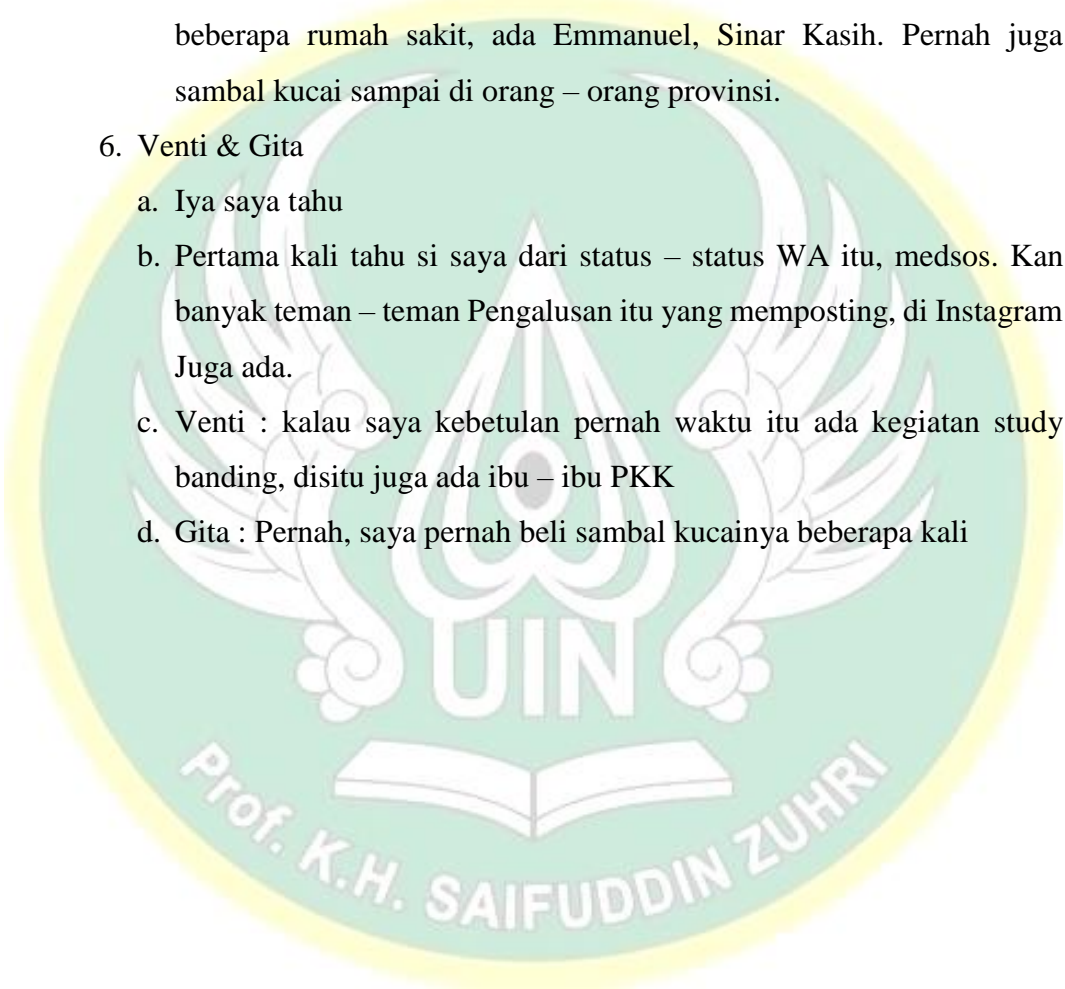 beberapa rumah sakit, ada Emmanuel, Sinar Kasih. Pernah juga
sambal kucai sampai di orang – orang provinsi.
6. Venti & Gita
a. Iya saya tahu
b. Pertama kali tahu si saya dari status – status WA itu, medsos. Kan
banyak teman – teman Pengalusan itu yang memposting, di Instagram
Juga ada.
c. Venti : kalau saya kebetulan pernah waktu itu ada kegiatan study
banding, disitu juga ada ibu – ibu PKK
d. Gita : Pernah, saya pernah beli sambal kucainya beberapa kali
UIN
Prof. K.H. SAIFUDDIN ZUHRI